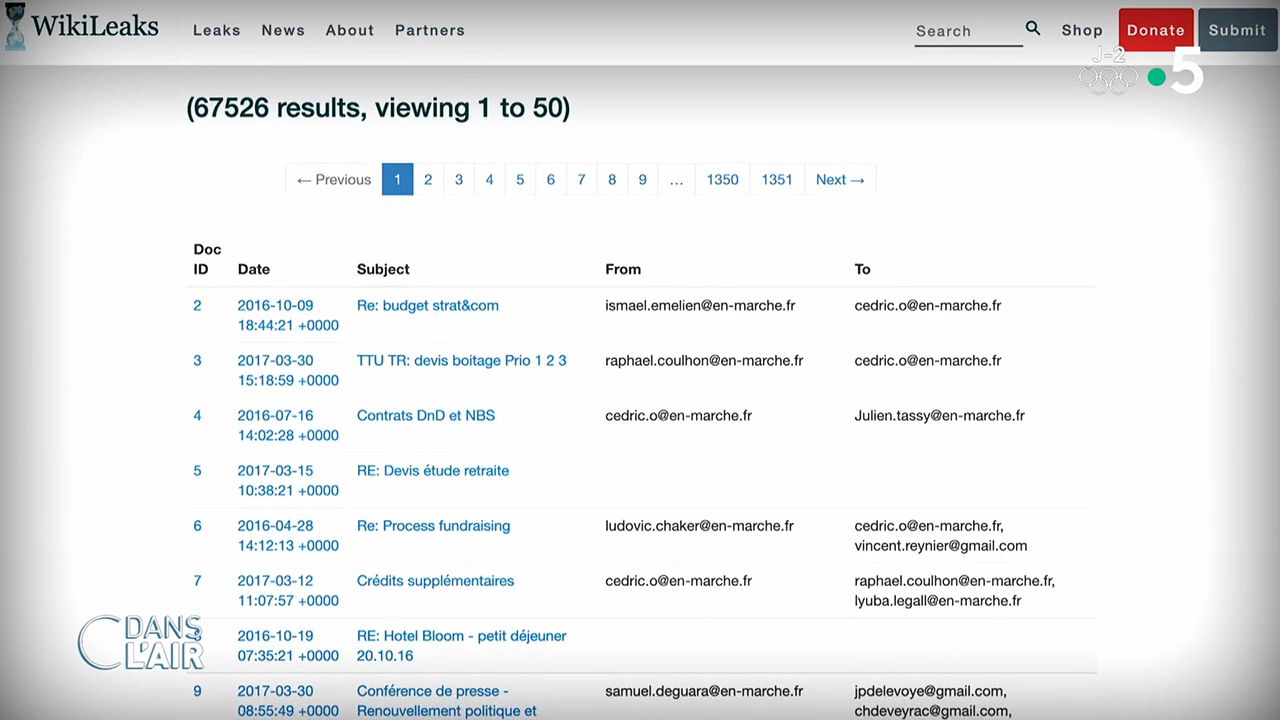 WikiLeaks Leaks News About Partners Search Shop Donate Submit
J-2
5
(67526 results, viewing 1 to 50)
← Previous 1 2 3 4 5 6 7 8 9 ... 1350 1351 Next →
Doc
ID Date Subject From To
2 2016-10-09 Re: budget strat&com ismael.emelien@en-marche.fr cedric.o@en-marche.fr
18:44:21 +0000
3 2017-03-30 TTU TR: devis boitage Prio 1 2 3 raphael.coulhon@en-marche.fr cedric.o@en-marche.fr
15:18:59 +0000
4 2016-07-16 Contrats DnD et NBS cedric.o@en-marche.fr Julien.tassy@en-marche.fr
14:02:28 +0000
5 2017-03-15 RE: Devis étude retraite
10:38:21 +0000
6 2016-04-28 Re: Process fundraising ludovic.chaker@en-marche.fr cedric.o@en-marche.fr,
14:12:13 +0000 vincent.reynier@gmail.com
7 2017-03-12 Crédits supplémentaires cedric.o@en-marche.fr raphael.coulhon@en-marche.fr,
11:07:57 +0000 lyuba.legall@en-marche.fr
2016-10-19 RE: Hotel Bloom - petit déjeuner
07:35:21 +0000 20.10.16
9 2017-03-30 Conférence de presse - samuel.deguara@en-marche.fr jpdelevoye@gmail.com,
08:55:49 +0000 Renouvellement politique et chdeveyrac@gmail.com,
C DANS
L'AIR